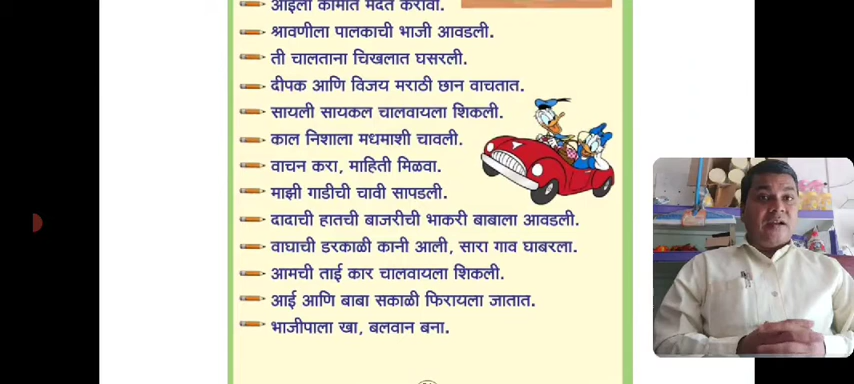 आईला कामात मदत करावी.
श्रावणीला पालकाची भाजी आवडली.
ती चालताना चिखलात घसरली.
दीपक आणि विजय मराठी छान वाचतात.
सायली सायकल चालवायला शिकली.
काल निशाला मधमाशी चावली.
वाचन करा, माहिती मिळवा.
माझी गाडीची चावी सापडली.
दादाची हातची बाजरीची भाकरी बाबाला आवडली.
वाघाची डरकाळी कानी आली, सारा गाव घाबरला.
आमची ताई कार चालवायला शिकली.
आई आणि बाबा सकाळी फिरायला जातात.
भाजीपाला खा, बलवान बना.